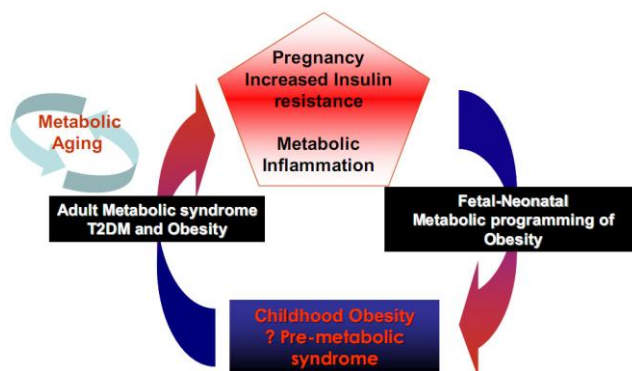 Pregnancy
Increased Insulin
resistance
Metabolic
Inflammation
Metabolic
Aging
Adult Metabolic syndrome
T2DM and Obesity
Fetal-Neonatal
Metabolic programming of
Obesity
Childhood Obesity
? Pre-metabolic
syndrome